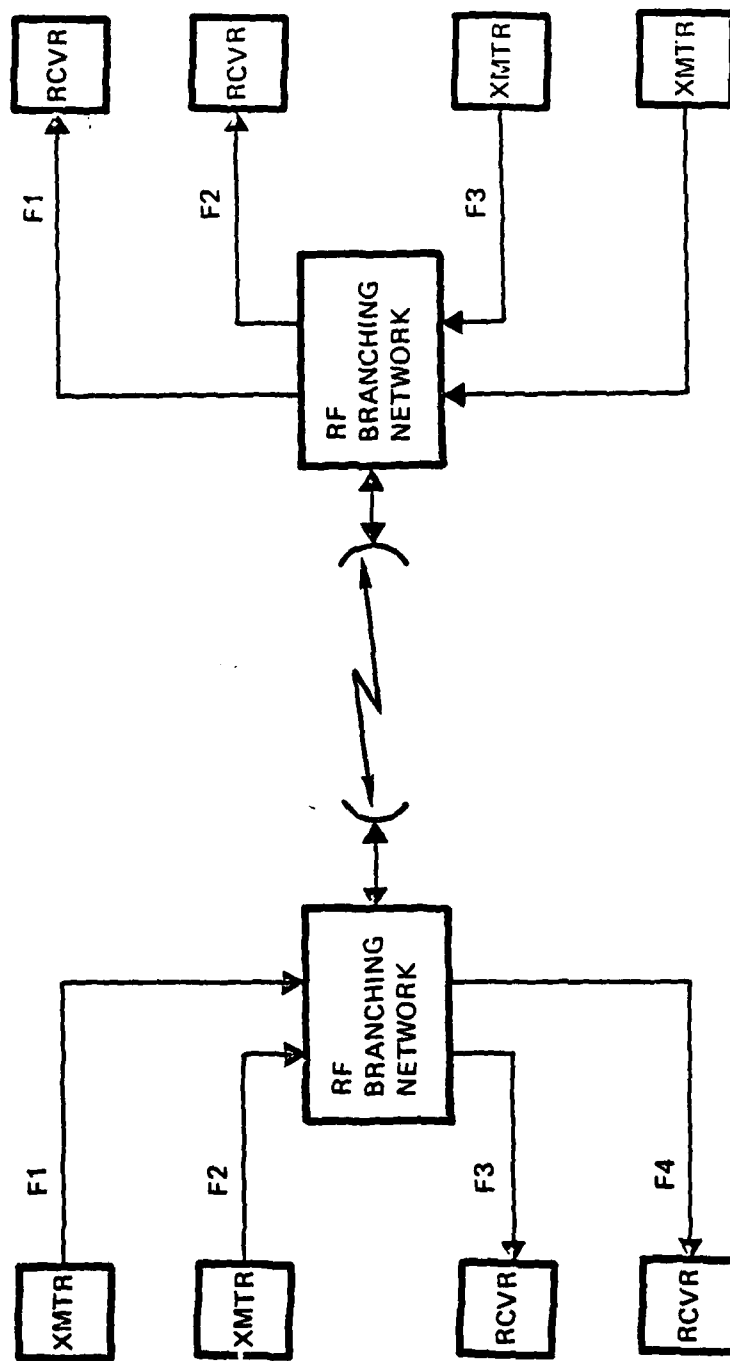 XMTR
F1
F1
RCVR
XMTR
F2
F2
RCVR
RF
BRANCHING
NETWORK
RF
BRANCHING
NETWORK
RCVR
F3
F3
XMTR
RCVR
F4
XMTR